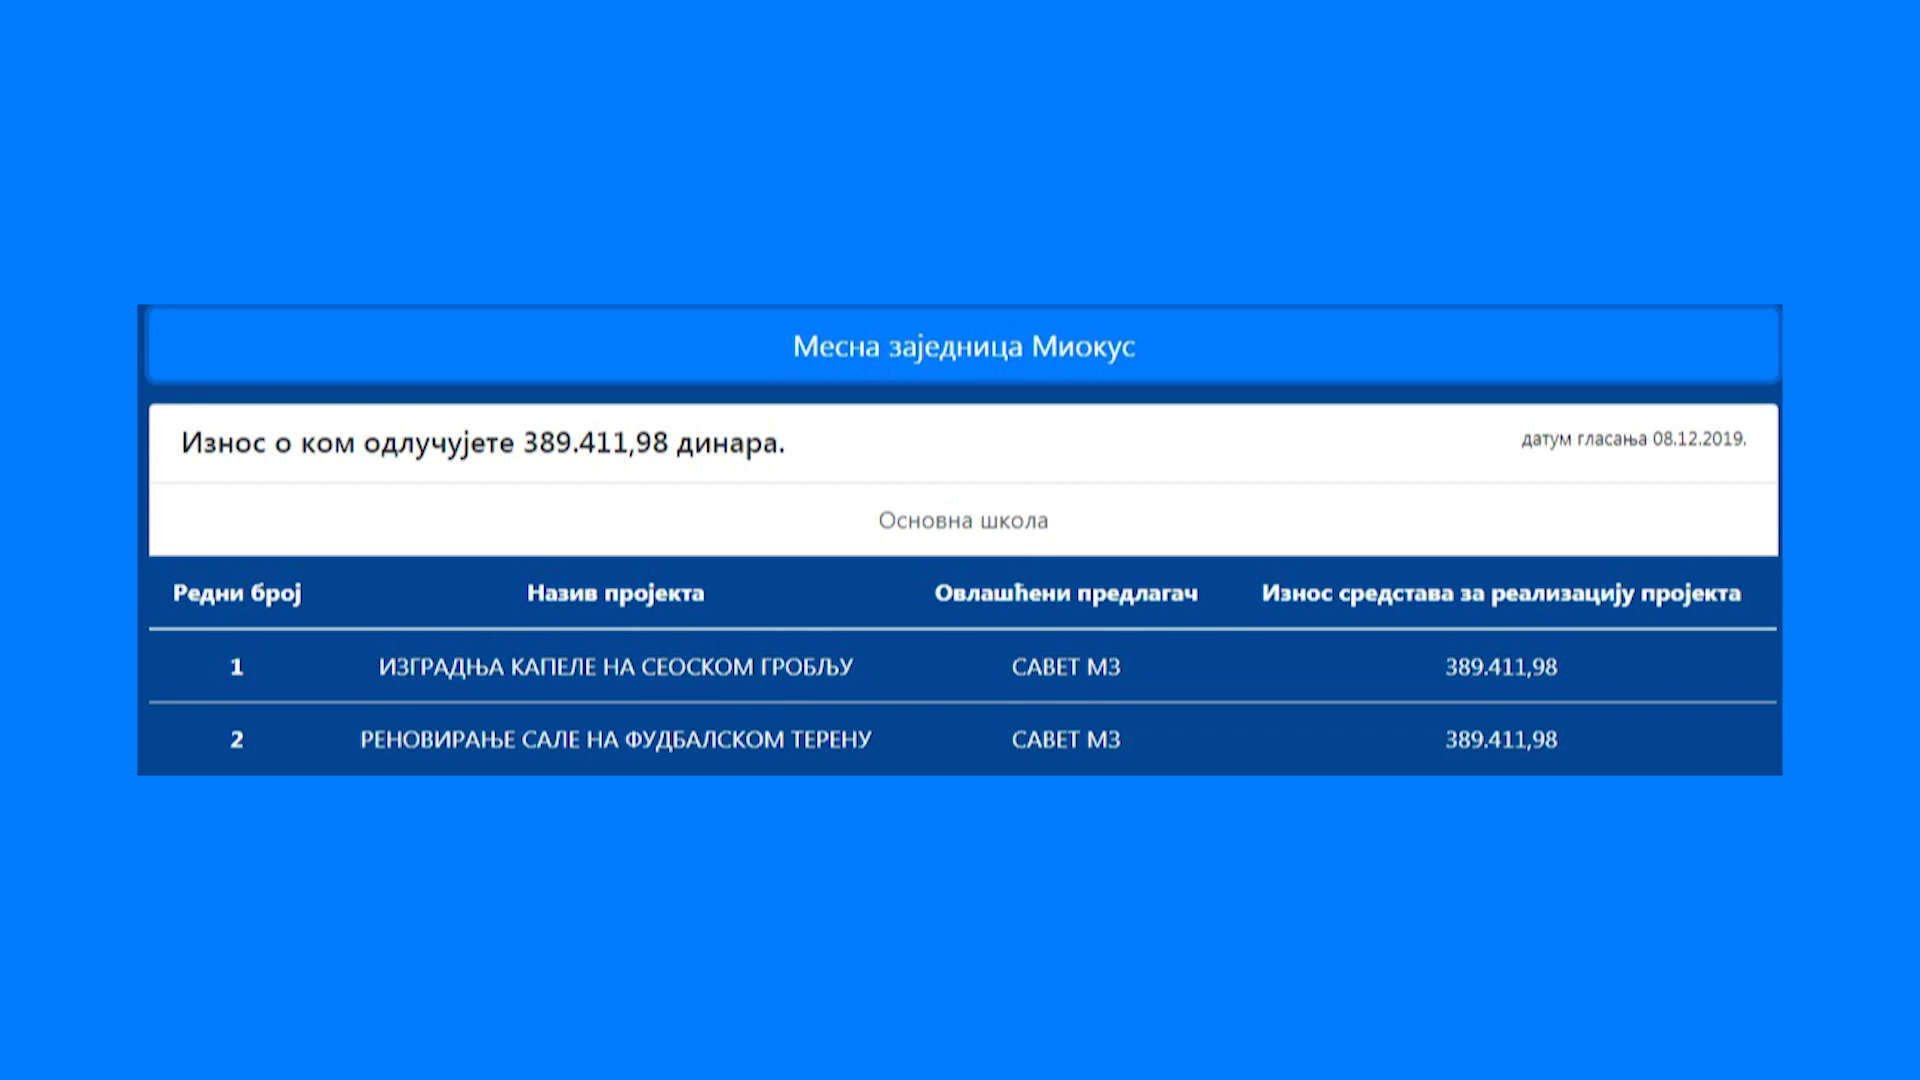 Месна заједница Миокус
Износ о ком одлучујете 389.411,98 динара.
датум гласања 08.12.2019.
Основна школа
Редни број Назив пројекта Овлашћени предлагач Износ средстава за реализацију пројекта
1 ИЗГРАДЊА КАПЕЛЕ НА СЕОСКОМ ГРОБЉУ САВЕТ МЗ 389.411,98
2 РЕНОВИРАЊЕ САЛЕ НА ФУДБАЛСКОМ ТЕРЕНУ САВЕТ МЗ 389.411,98